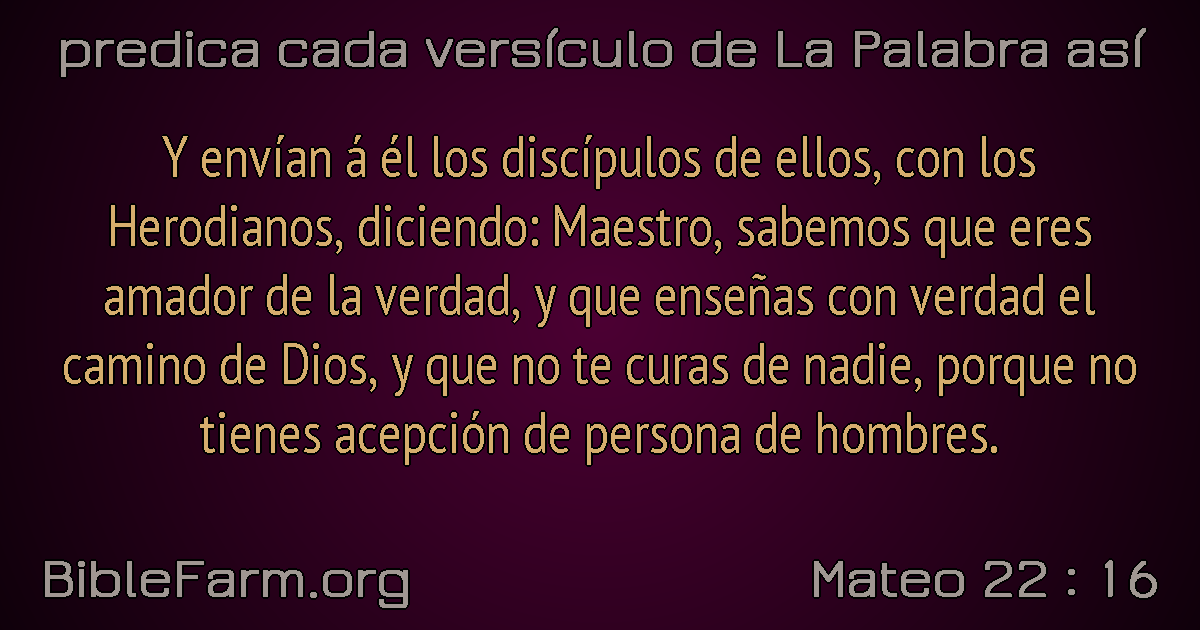 predica cada versículo de La Palabra así
Y envían á él los discípulos de ellos, con los
Herodianos, diciendo: Maestro, sabemos que eres
amador de la verdad, y que enseñas con verdad el
camino de Dios, y que no te curas de nadie, porque no
tienes acepción de persona de hombres.
BibleFarm.org
Mateo 22 : 16